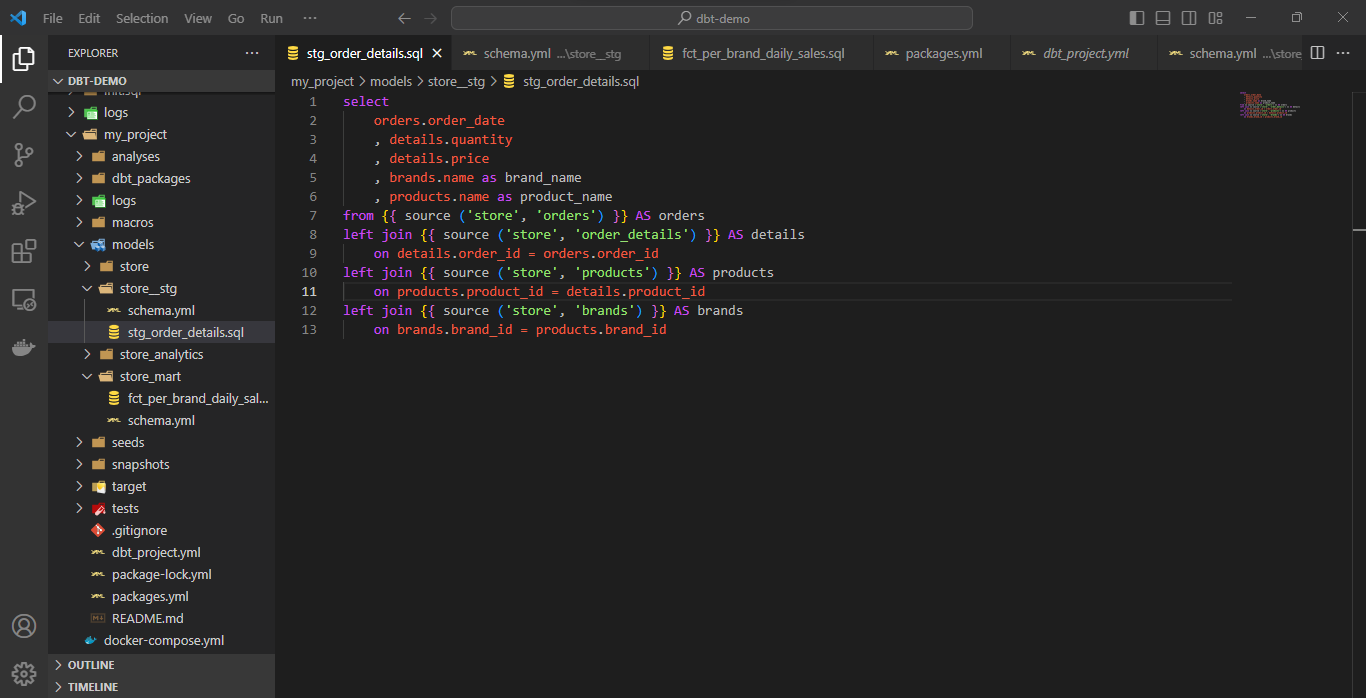 File Edit Selection View Go Run ··· dbt-demo
EXPLORER ···
stg_order_details.sql schema.yml ...\store__stg fct_per_brand_daily_sales.sql packages.yml dbt_project.yml schema.yml ...\store
DBT-DEMO
my_project > models > store__stg > stg_order_details.sql
logs
my_project
analyses
dbt_packages
logs
macros
models
store
store__stg
schema.yml
stg_order_details.sql
store_analytics
store_mart
fct_per_brand_daily_sal...
schema.yml
seeds
snapshots
target
tests
.gitignore
dbt_project.yml
package-lock.yml
packages.yml
README.md
docker-compose.yml
OUTLINE
TIMELINE
1 select
2 orders.order_date
3 , details.quantity
4 , details.price
5 , brands.name as brand_name
6 , products.name as product_name
7 from {{ source ('store', 'orders') }} AS orders
8 left join {{ source ('store', 'order_details') }} AS details
9 on details.order_id = orders.order_id
10 left join {{ source ('store', 'products') }} AS products
11 on products.product_id = details.product_id
12 left join {{ source ('store', 'brands') }} AS brands
13 on brands.brand_id = products.brand_id